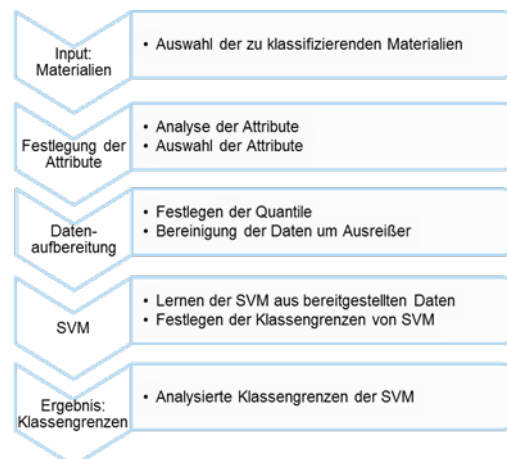 Input:
Materialien
• Auswahl der zu klassifizierenden Materialien
Festlegung der
Attribute
• Analyse der Attribute
• Auswahl der Attribute
Daten-
aufbereitung
• Festlegen der Quantile
• Bereinigung der Daten um Ausreißer
SVM
• Lernen der SVM aus bereitgestellten Daten
• Festlegen der Klassengrenzen von SVM
Ergebnis:
Klassengrenzen
• Analysierte Klassengrenzen der SVM